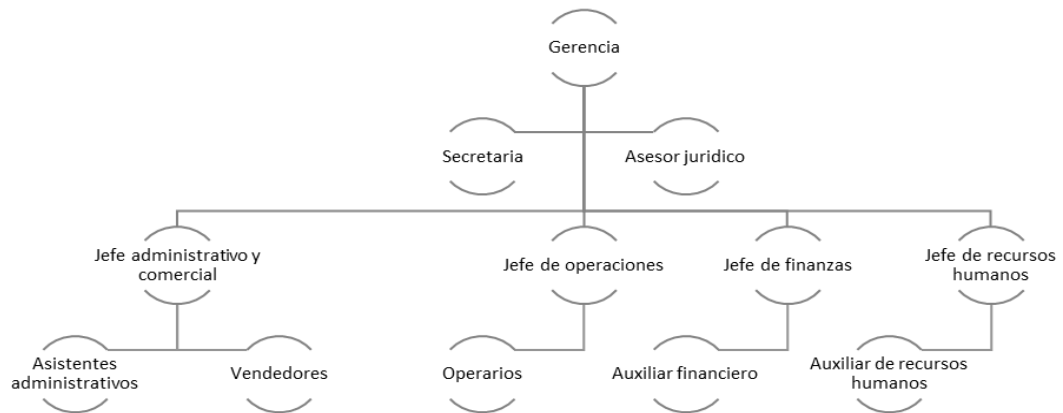 Gerencia
Secretaria
Asesor juridico
Jefe administrativo y
comercial
Jefe de operaciones
Jefe de finanzas
Jefe de recursos
humanos
Asistentes
administrativos
Vendedores
Operarios
Auxiliar financiero
Auxiliar de recursos
humanos